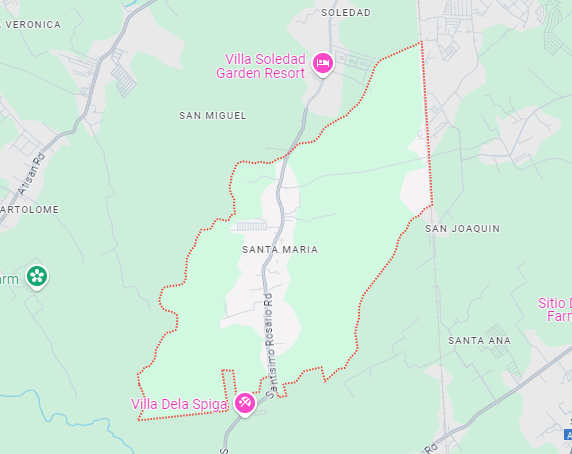 SOLEDAD
VERONICA
Villa Soledad
Garden Resort
SAN MIGUEL
Atisan Rd
ARTOLOME
SAN JOAQUIN
SANTA MARIA
arm
Sitio D
Farm
Santisimo Rosario Rd
SANTA ANA
Villa Dela Spiga
Rd
S
A